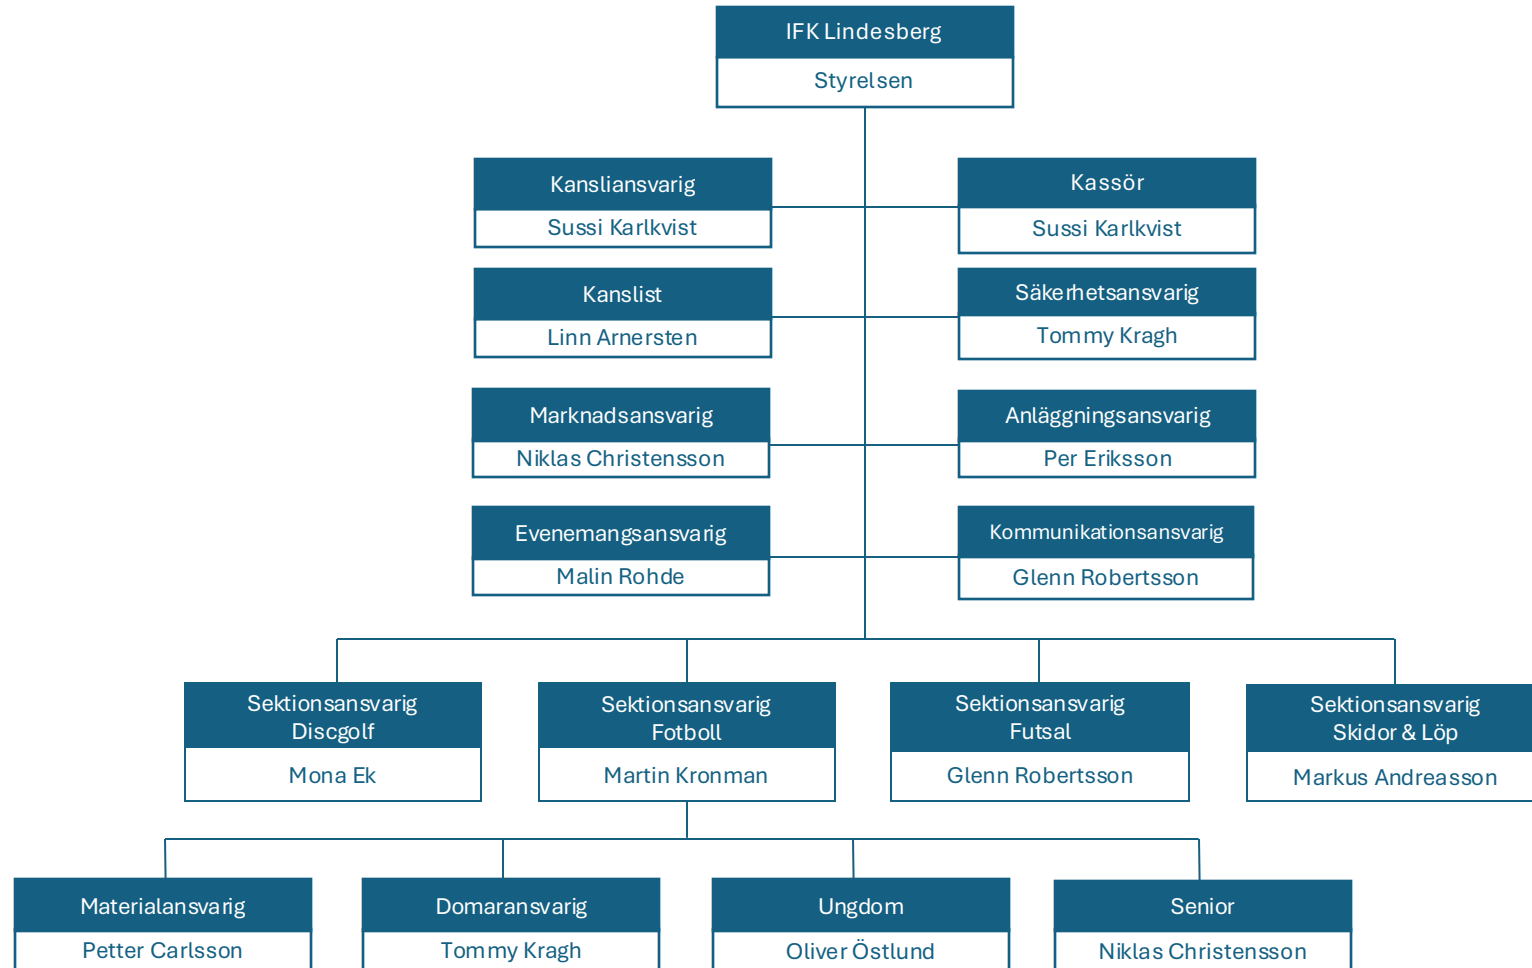 IFK Lindesberg
Styrelsen
Kansliansvarig
Sussi Karlkvist
Kassör
Sussi Karlkvist
Kanslist
Linn Arnersten
Säkerhetsansvarig
Tommy Kragh
Marknadsansvarig
Niklas Christensson
Anläggningsansvarig
Per Eriksson
Evenemangsansvarig
Malin Rohde
Kommunikationsansvarig
Glenn Robertsson
Sektionsansvarig
Discgolf
Mona Ek
Sektionsansvarig
Fotboll
Martin Kronman
Sektionsansvarig
Futsal
Glenn Robertsson
Sektionsansvarig
Skidor & Löp
Markus Andreasson
Materialansvarig
Petter Carlsson
Domaransvarig
Tommy Kragh
Ungdom
Oliver Östlund
Senior
Niklas Christensson